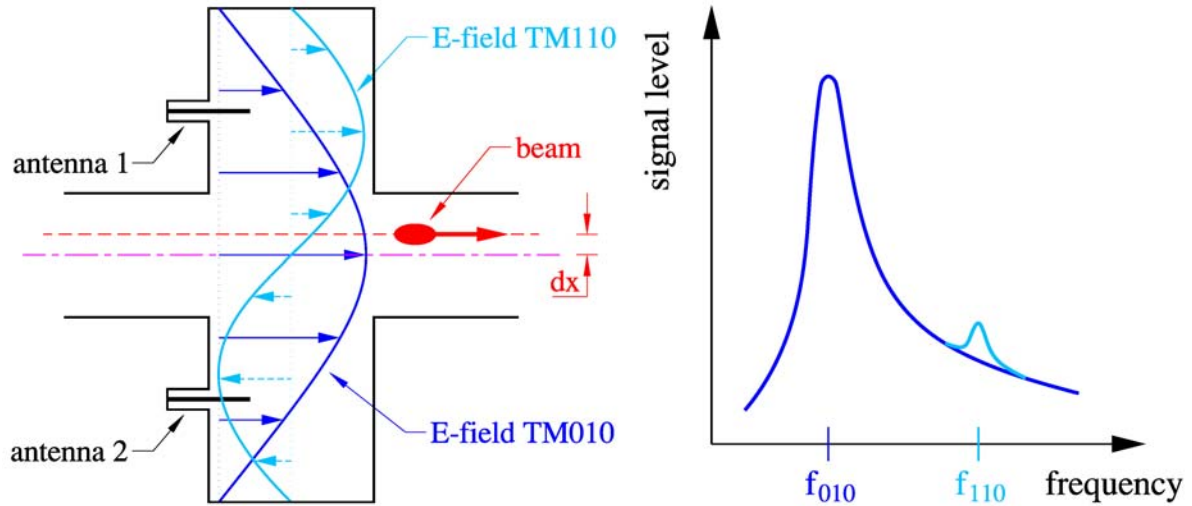 E-field TM110
antenna 1
beam
dx
antenna 2
E-field TM010
signal level
f010
f110
frequency